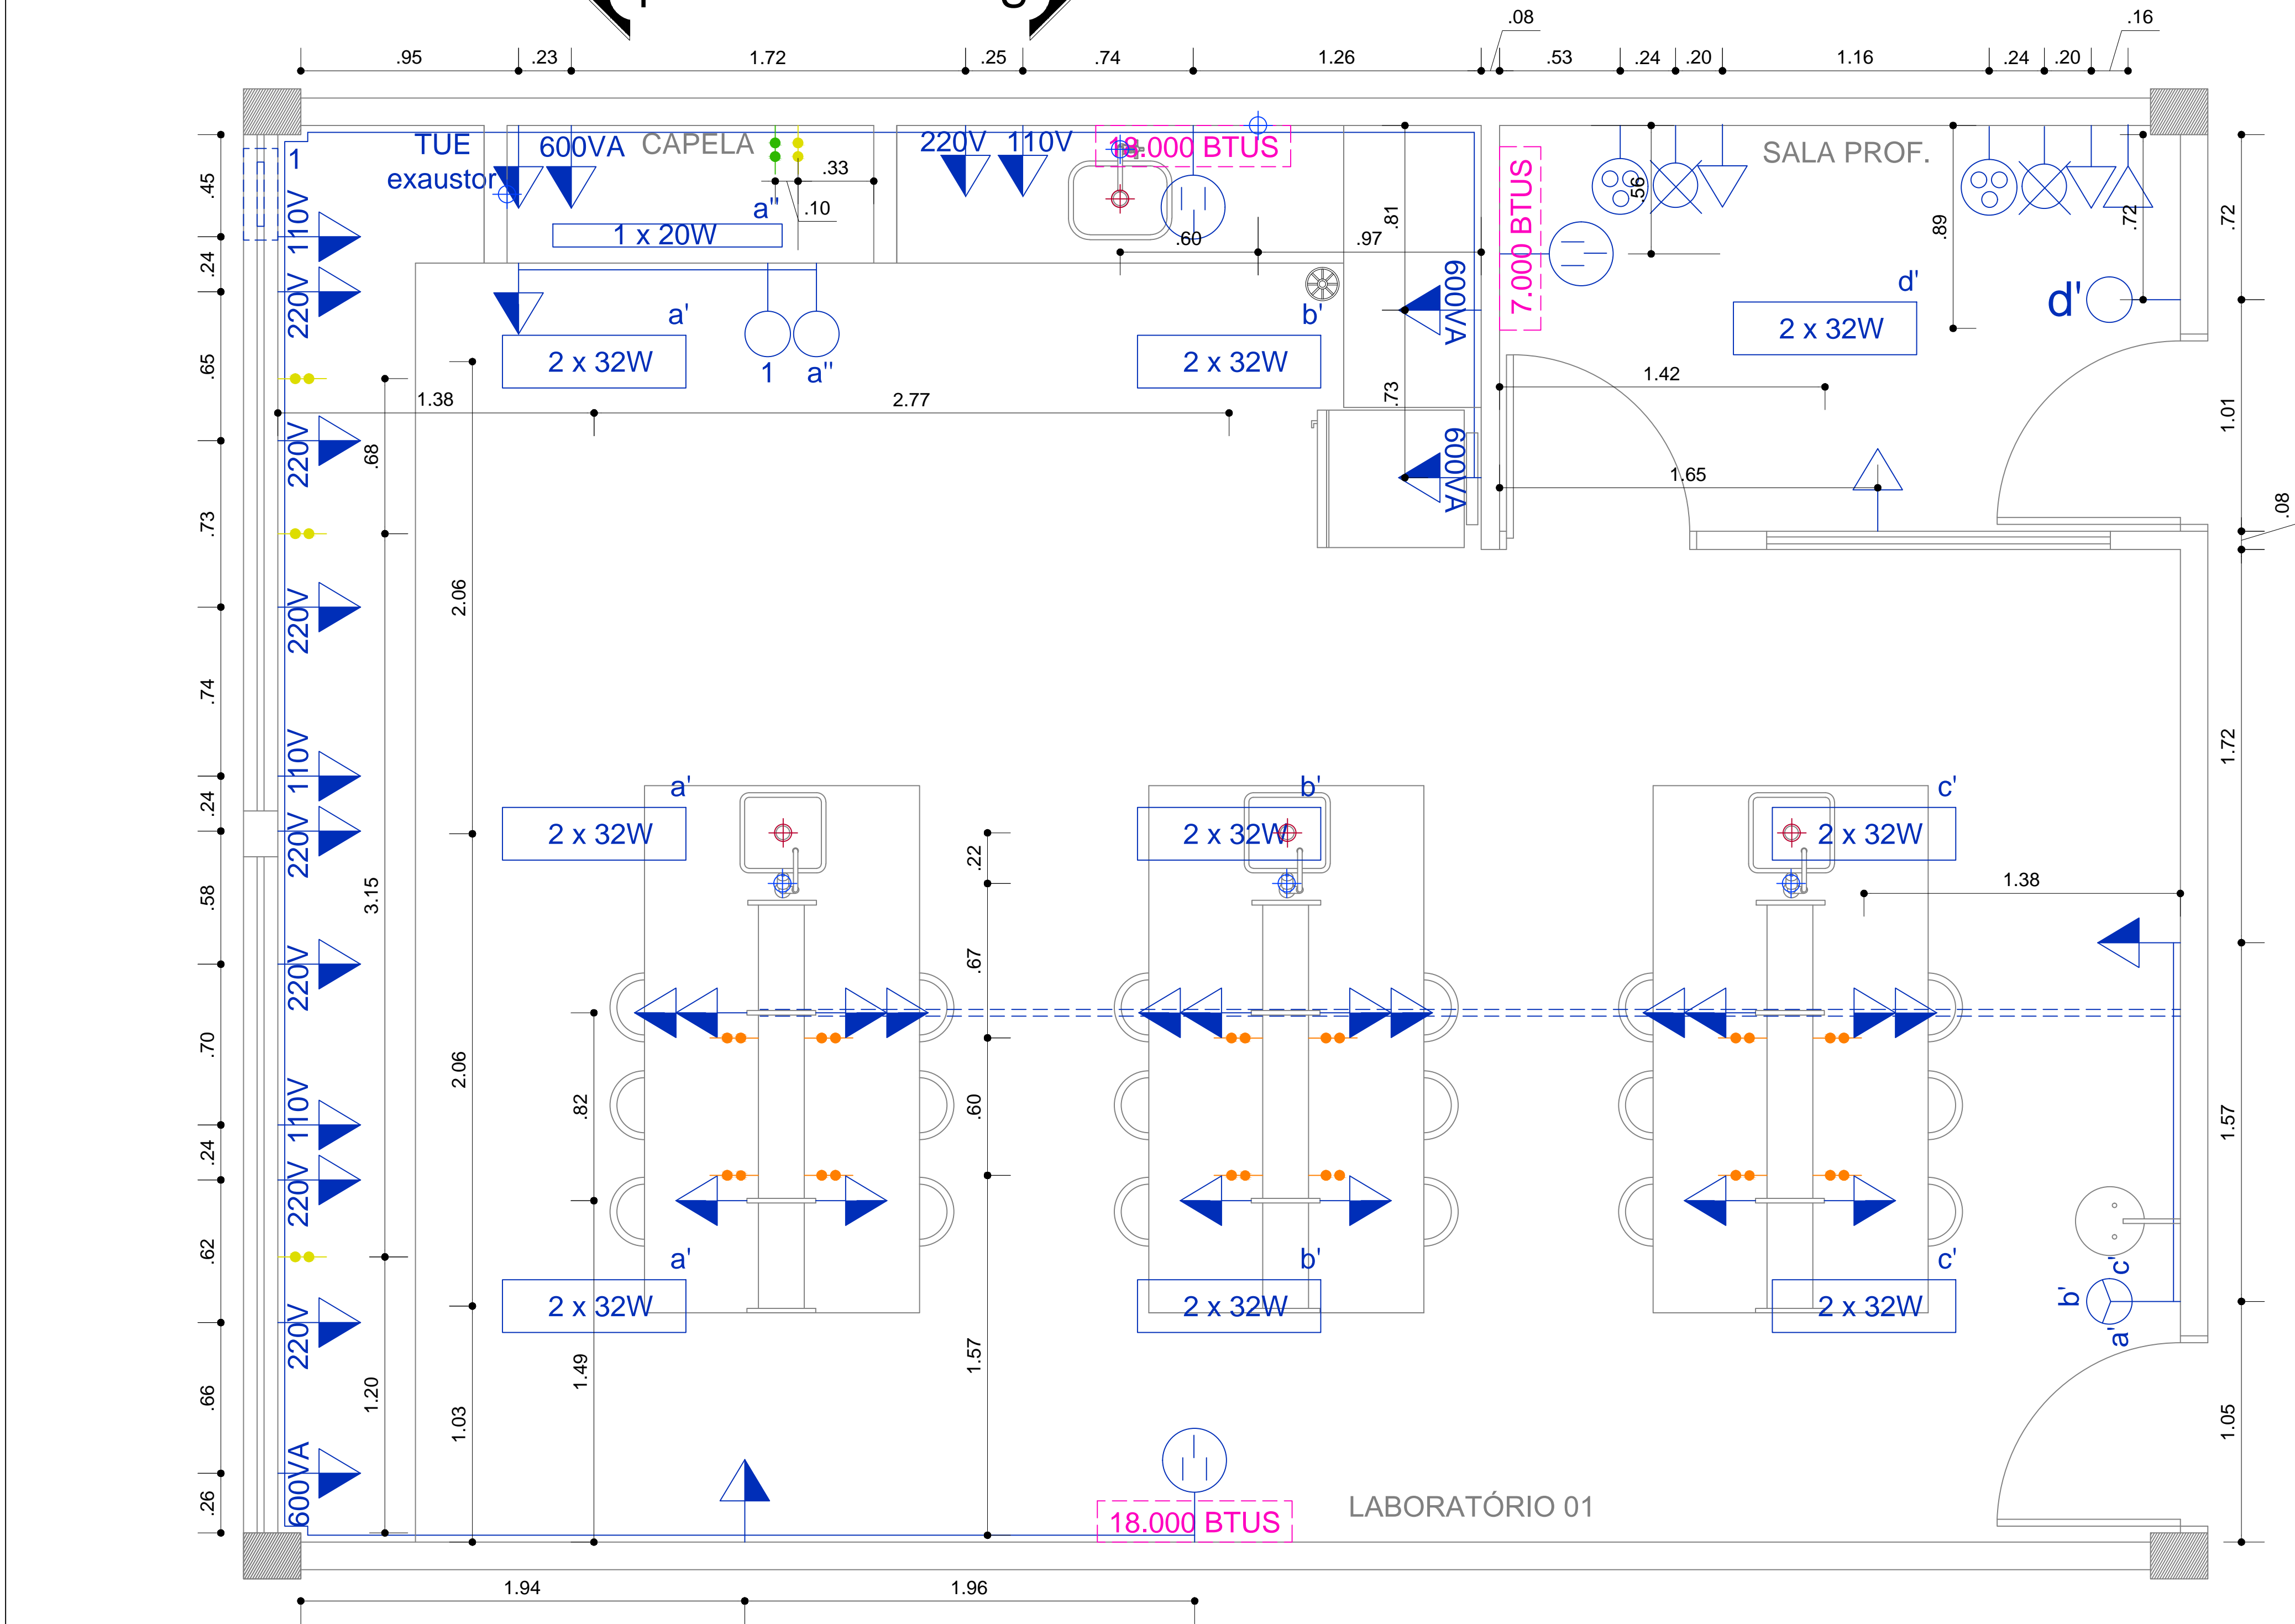 .08
.16
.95
.23
1.72
.25
.74
1.26
.53
.24
.20
1.16
.24
.20
1
TUE
exaustor
600VA
CAPELA
220V
110V
18.000 BTUS
SALA PROF.
.33
.10
a"
1 x 20W
.45
110V
.24
220V
.65
.60
.97
.81
600VA
7.000 BTUS
.56
.89
.72
.72
d'
d'
2 x 32W
a'
2 x 32W
1
a"
b'
2 x 32W
1.38
2.77
.73
1.42
1.01
220V
.68
600VA
1.65
.08
.73
220V
2.06
.74
110V
1.72
.24
220V
a'
2 x 32W
b'
2 x 32W
c'
2 x 32W
.22
.58
3.15
1.38
220V
.67
.70
2.06
110V
.82
.60
1.57
.24
220V
.62
a'
2 x 32W
b'
2 x 32W
c'
2 x 32W
c'
b'
a'
220V
1.49
1.57
.66
1.20
1.03
1.05
600VA
.26
18.000 BTUS
LABORATÓRIO 01
1.94
1.96